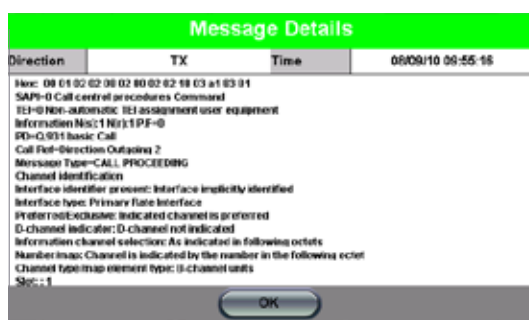 Message Details
Direction TX Time 08/09/10 09:55:16
Hex: 00 01 02 02 08 02 80 02 02 18 03 a1 83 81
SAPI=0 Call control procedures Command
TEI=0 Non-automatic TEI assignment user equipment
Information N(s):1 N(r):1 P.F=0
PD=Q.931 basic Call
Call Ref=Direction Outgoing 2
Message Type=CALL PROCEEDING
Channel identification
Interface identifier present: Interface implicitly identified
Interface type: Primary Rate Interface
Preferred/Exclusive: Indicated channel is preferred
D-channel indicator: D-channel not indicated
Information channel selection: As indicated in following octets
Number/map: Channel is indicated by the number in the following octet
Channel type/map element type: B-channel units
Slot: : 1
OK